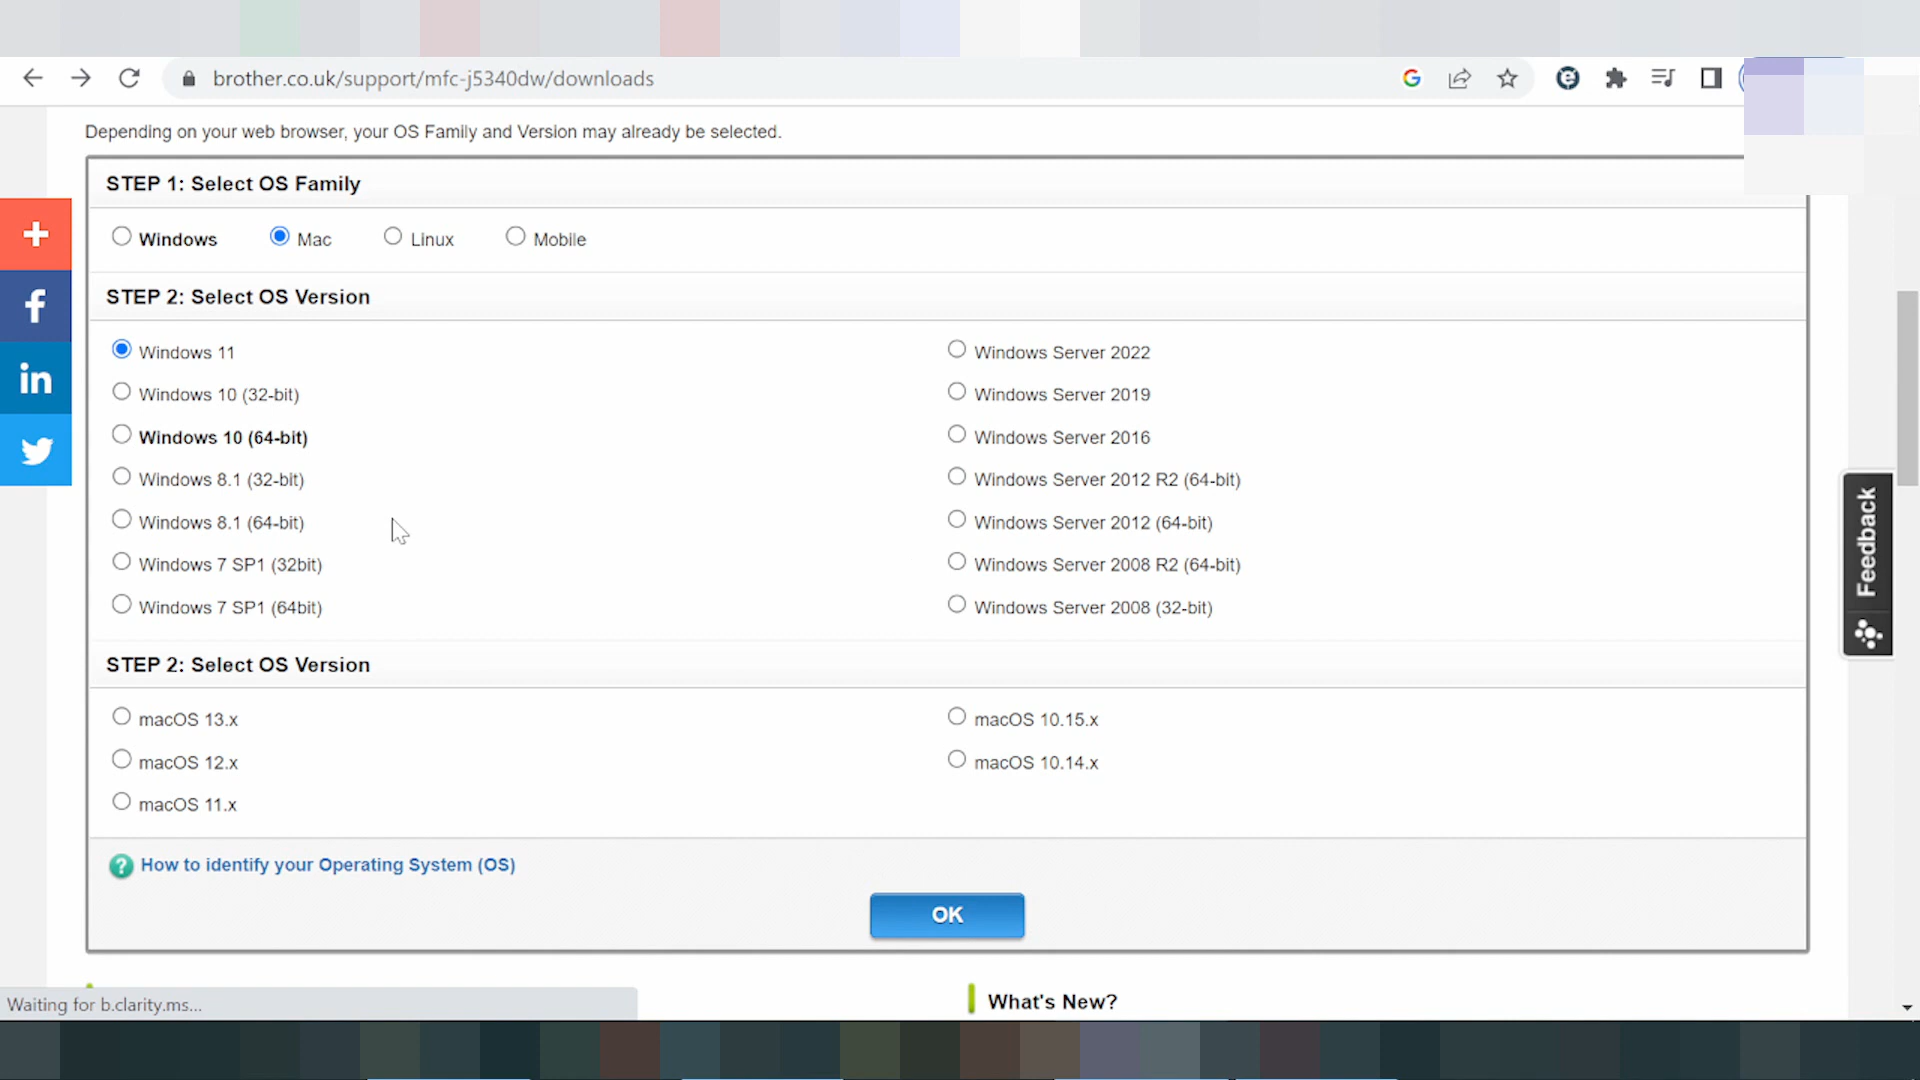 brother.co.uk/support/mfc-j5340dw/downloads
Depending on your web browser, your OS Family and Version may already be selected.
STEP 1: Select OS Family
Windows Mac Linux Mobile
STEP 2: Select OS Version
Windows 11 Windows Server 2022
Windows 10 (32-bit) Windows Server 2019
Windows 10 (64-bit) Windows Server 2016
Windows 8.1 (32-bit) Windows Server 2012 R2 (64-bit)
Windows 8.1 (64-bit) Windows Server 2012 (64-bit)
Windows 7 SP1 (32bit) Windows Server 2008 R2 (64-bit)
Windows 7 SP1 (64bit) Windows Server 2008 (32-bit)
STEP 2: Select OS Version
macOS 13.x macOS 10.15.x
macOS 12.x macOS 10.14.x
macOS 11.x
? How to identify your Operating System (OS)
OK
What's New?
Waiting for b.clarity.ms...
Feedback
f
in